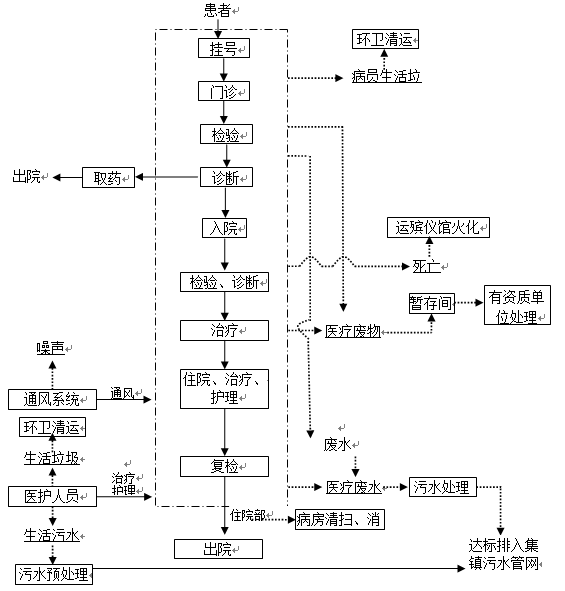 患者
挂号
环卫清运
病员生活垃
门诊
检验
出院
取药
诊断
入院
运殡仪馆火化
死亡
检验、诊断
暂存间
有资质单
位处理
治疗
医疗废物
噪声
住院、治疗、
护理
通风系统
通风
环卫清运
废水
生活垃圾
复检
治疗
护理
医护人员
医疗废水
污水处理
住院部
病房清扫、消
生活污水
出院
达标排入集
镇污水管网
污水预处理